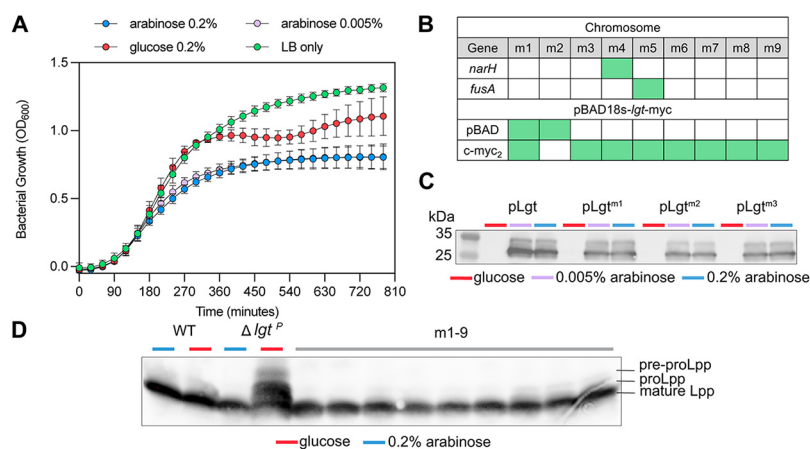 A
arabinose 0.2% arabinose 0.005%
glucose 0.2% LB only
Bacterial Growth (OD600)
1.5
1.0
0.5
0.0
0 90 180 270 360 450 540 630 720 810
Time (minutes)
B
Chromosome
Gene m1 m2 m3 m4 m5 m6 m7 m8 m9
narH
fusA
pBAD18s-lgt-myc
pBAD
c-myc2
C
pLgt pLgtm1 pLgtm2 pLgtm3
kDa
35
25
glucose 0.005% arabinose 0.2% arabinose
D
WT Δ lgt P m1-9
pre-proLpp
proLpp
mature Lpp
glucose 0.2% arabinose